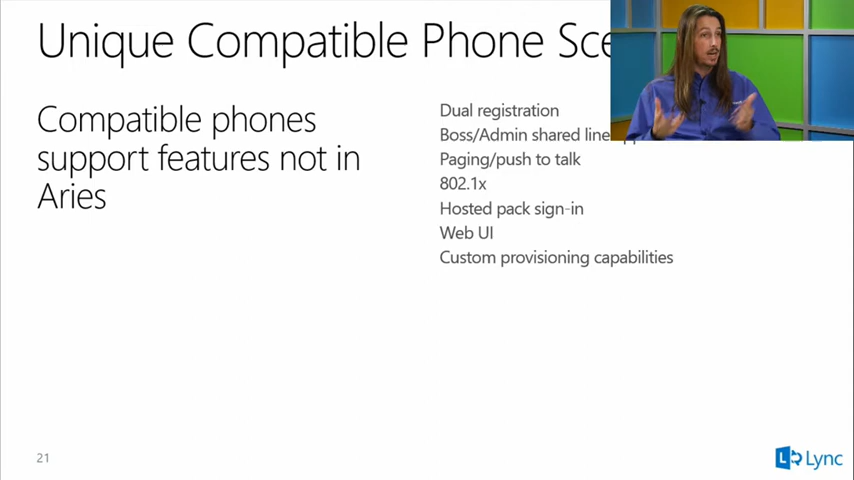 Unique Compatible Phone
Compatible phones
support features not in
Aries
Dual registration
Boss/Admin shared line
Paging/push to talk
802.1x
Hosted pack sign-in
Web UI
Custom provisioning capabilities
21
Lync